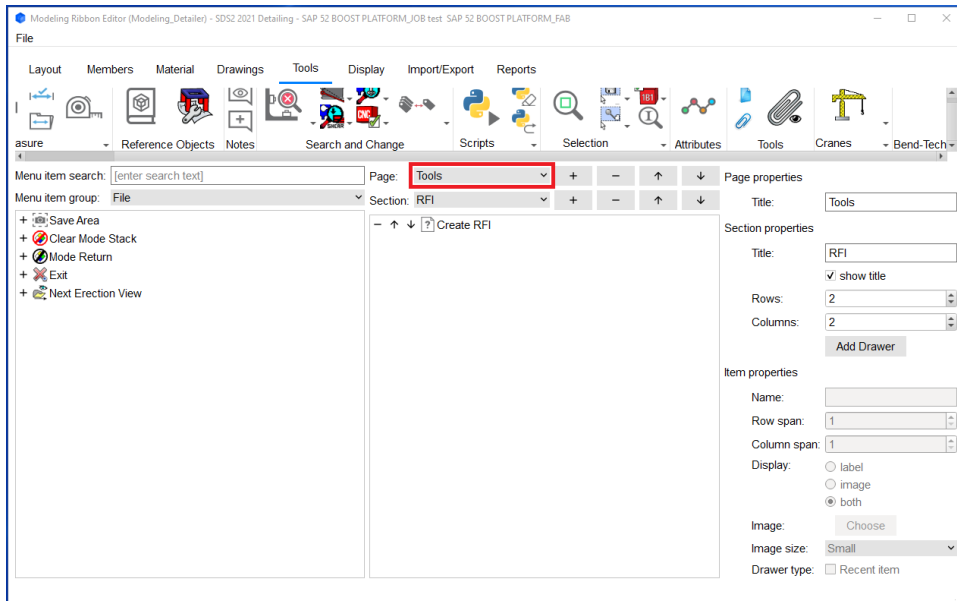 Modeling Ribbon Editor (Modeling_Detailer) - SDS2 2021 Detailing - SAP 52 BOOST PLATFORM_JOB test SAP 52 BOOST PLATFORM_FAB
File
Layout Members Material Drawings Tools Display Import/Export Reports
asure Reference Objects Notes Search and Change Scripts Selection Attributes Tools Cranes Bend-Tech
Menu item search: [enter search text] Page: Tools + − ↑ ↓ Page properties
Menu item group: File Section: RFI + − ↑ ↓ Title: Tools
+ Save Area − ↑ ↓ ? Create RFI Section properties
+ Clear Mode Stack
+ Mode Return Title: RFI
+ Exit show title
+ Next Erection View Rows: 2
Columns: 2
Add Drawer
Item properties
Name:
Row span: 1
Column span: 1
Display: label
image
both
Image: Choose
Image size: Small
Drawer type: Recent item